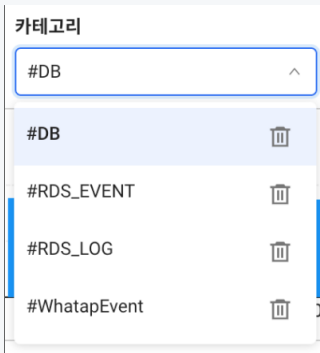 카테고리
#DB
#DB
#RDS_EVENT
#RDS_LOG
#WhatapEvent